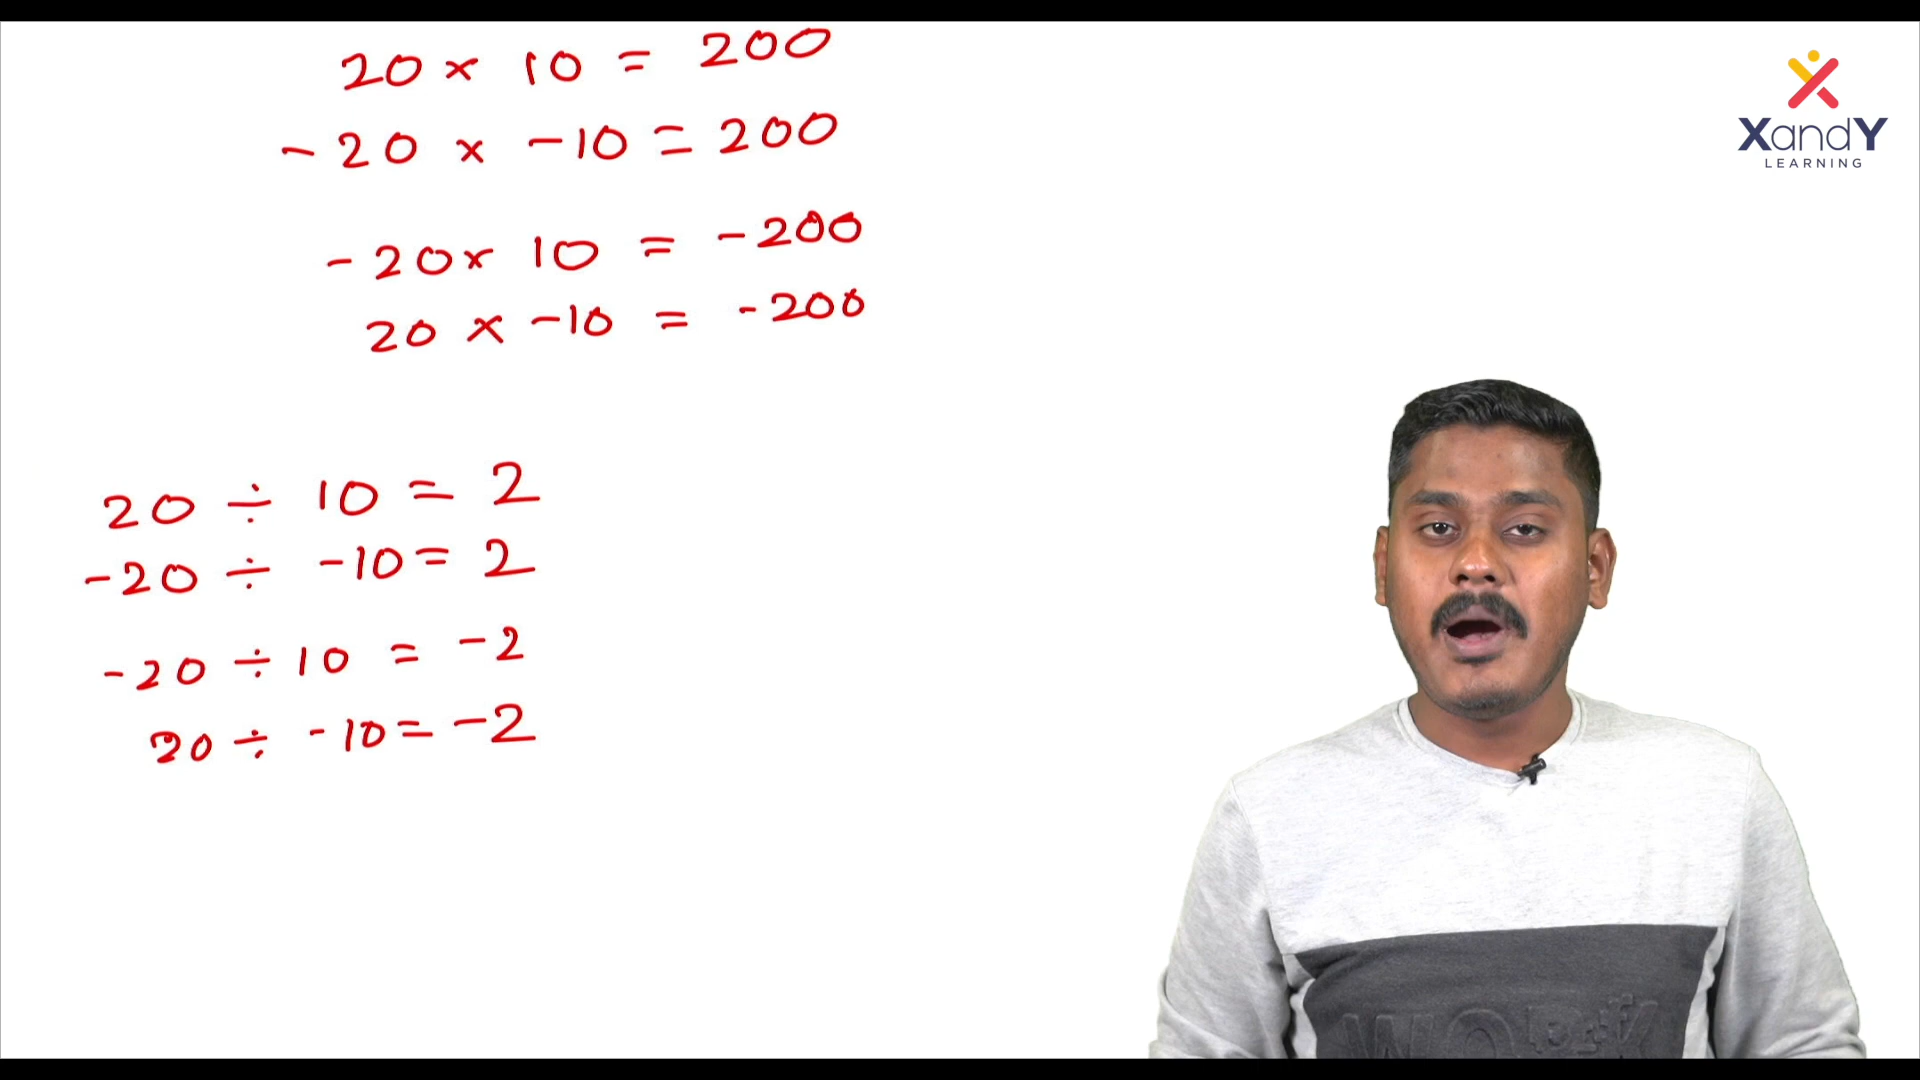 20 × 10 = 200
-20 × -10 = 200
-20 × 10 = -200
20 × -10 = -200
20 ÷ 10 = 2
-20 ÷ -10 = 2
-20 ÷ 10 = -2
20 ÷ -10 = -2
XandY
LEARNING